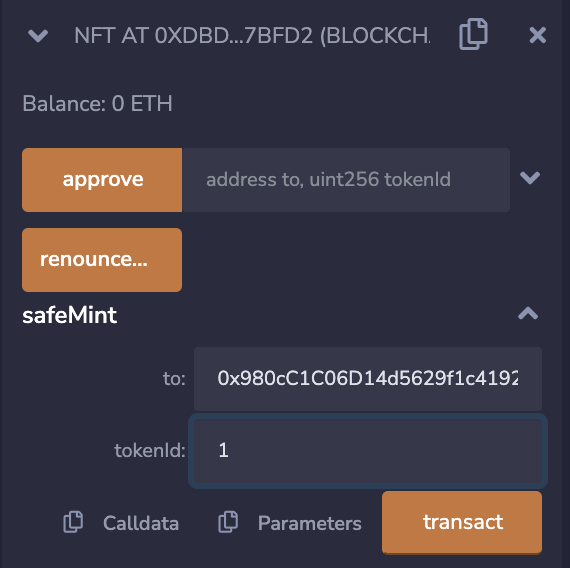 NFT AT 0XDBD...7BFD2 (BLOCKCH.
Balance: 0 ETH
approve address to, uint256 tokenId
renounce...
safeMint
to: 0x980cC1C06D14d5629f1c4192
tokenId: 1
Calldata Parameters transact